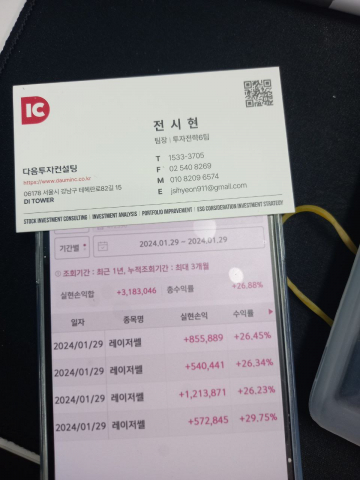 IC
전 시 현
팀장 : 투자전략6팀
다음투자컨설팅
https://www.dauminc.co.kr
06178 서울시 강남구 테헤란로82길 15
DI TOWER
T 1533-3705
F 02 540 8269
M 010 8209 6574
E jsihyeon911@gmail.com
STOCK INVESTMENT CONSULTING | INVESTMENT ANALYSIS | PORTFOLIO IMPROVEMENT | ESG CONSIDERATION INVESTMENT STRATEGY
기간별 2024.01.29 ~ 2024.01.29
조회기간 : 최근 1년, 누적조회기간 : 최대 3개월
실현손익합 +3,183,046 총수익률 +26.88%
일자 종목명 실현손익 수익률
2024/01/29 레이저쎌 +855,889 +26.45%
2024/01/29 레이저쎌 +540,441 +26.34%
2024/01/29 레이저쎌 +1,213,871 +26.23%
2024/01/29 레이저쎌 +572,845 +29.75%